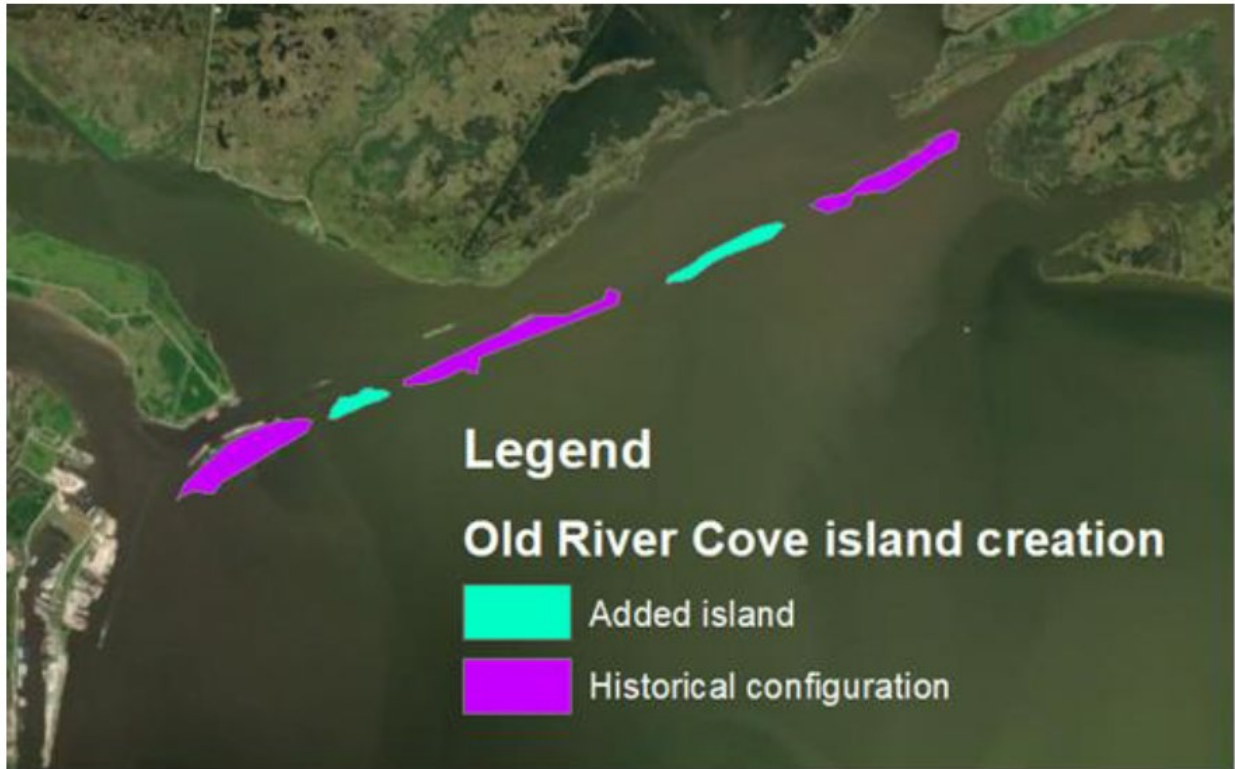 Legend
Old River Cove island creation
Added island
Historical configuration